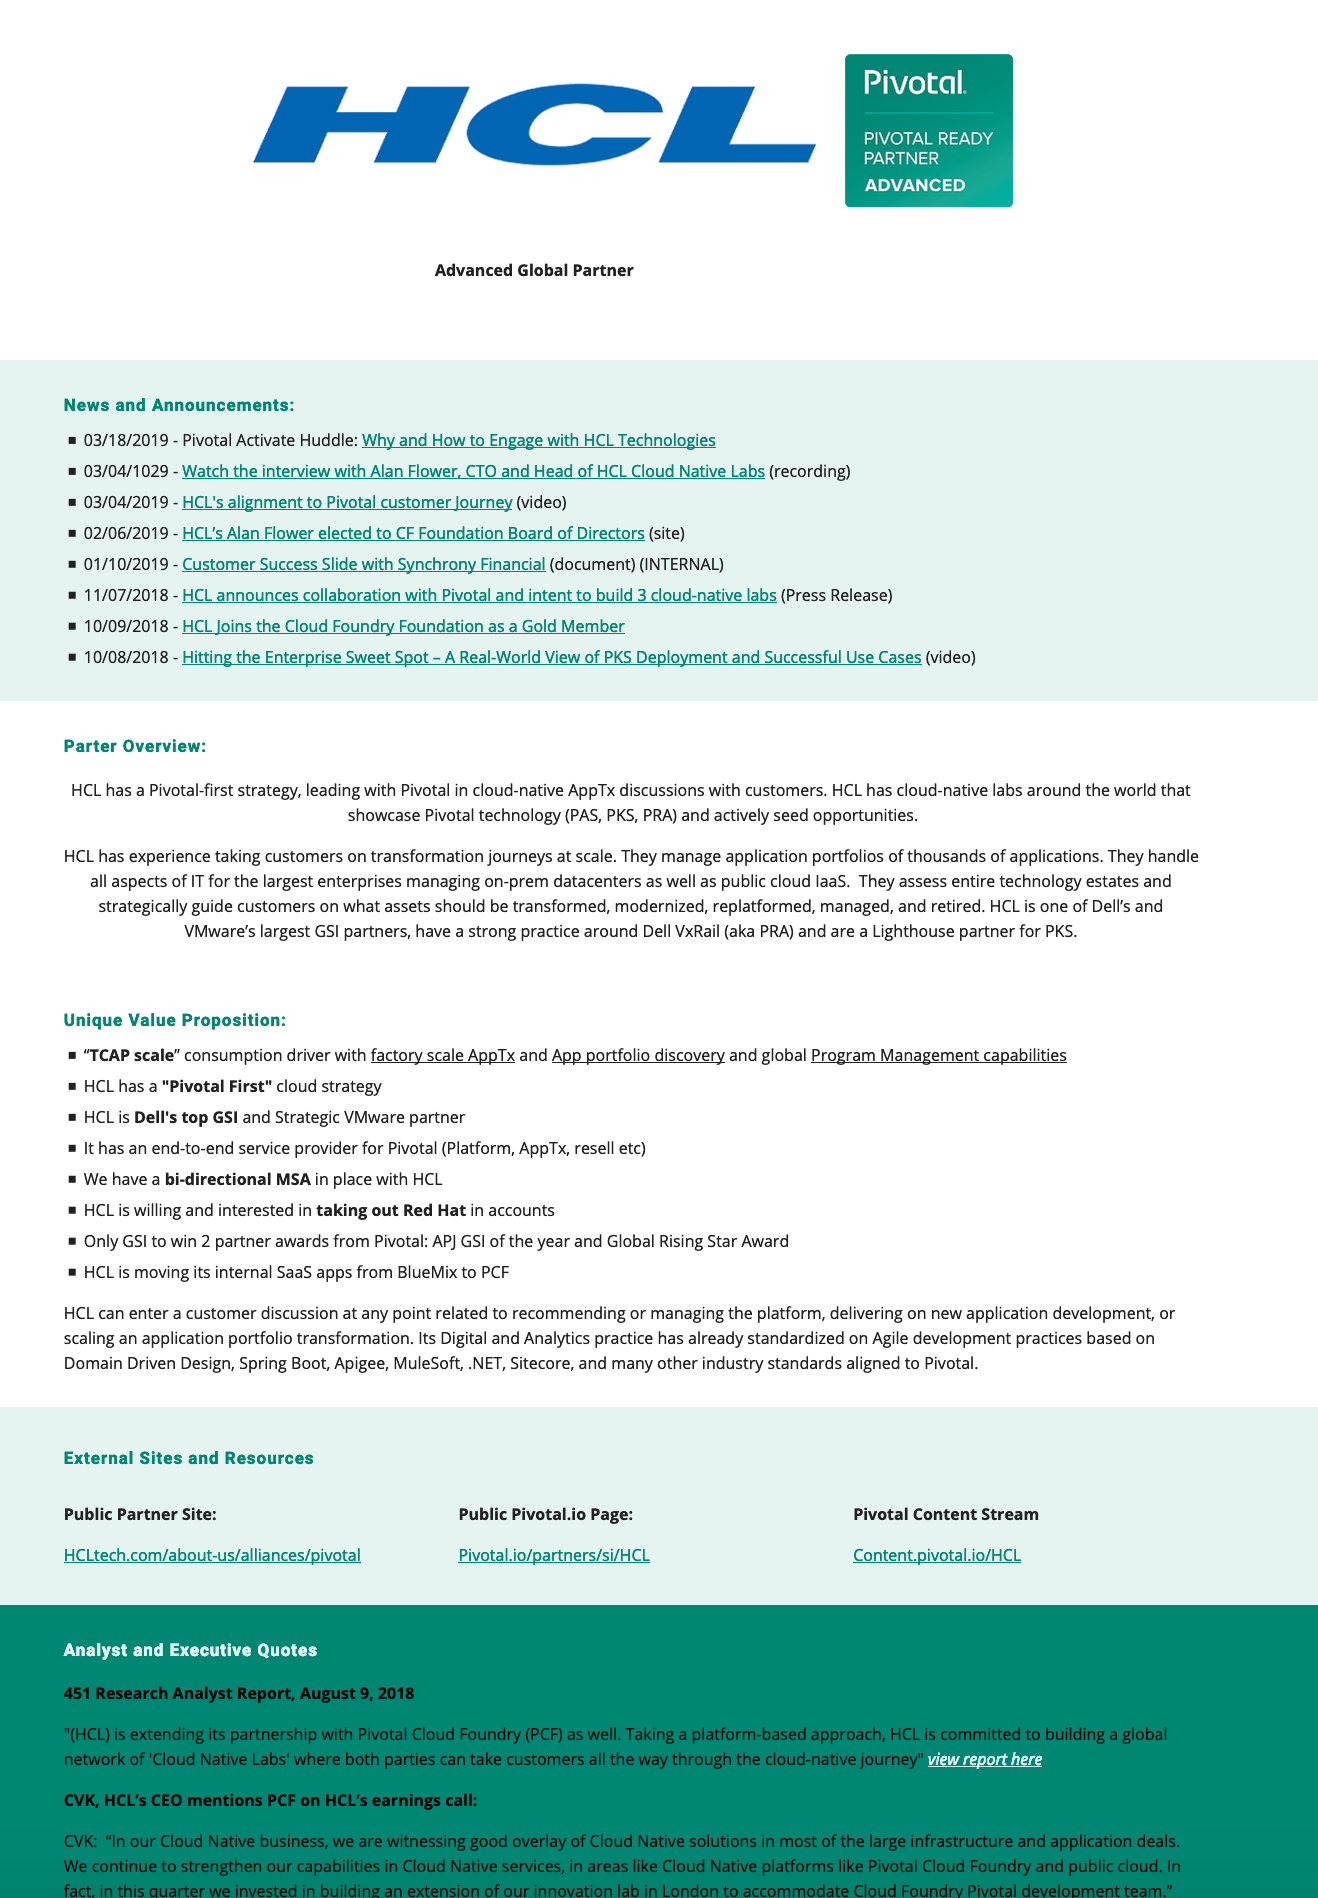 HCL
Pivotal.
PIVOTAL READY
PARTNER
ADVANCED
Advanced Global Partner
News and Announcements:
▪ 03/18/2019 - Pivotal Activate Huddle: Why and How to Engage with HCL Technologies
▪ 03/04/1029 - Watch the interview with Alan Flower, CTO and Head of HCL Cloud Native Labs (recording)
▪ 03/04/2019 - HCL's alignment to Pivotal customer Journey (video)
▪ 02/06/2019 - HCL’s Alan Flower elected to CF Foundation Board of Directors (site)
▪ 01/10/2019 - Customer Success Slide with Synchrony Financial (document) (INTERNAL)
▪ 11/07/2018 - HCL announces collaboration with Pivotal and intent to build 3 cloud-native labs (Press Release)
▪ 10/09/2018 - HCL Joins the Cloud Foundry Foundation as a Gold Member
▪ 10/08/2018 - Hitting the Enterprise Sweet Spot – A Real-World View of PKS Deployment and Successful Use Cases (video)
Parter Overview:
HCL has a Pivotal-first strategy, leading with Pivotal in cloud-native AppTx discussions with customers. HCL has cloud-native labs around the world that
showcase Pivotal technology (PAS, PKS, PRA) and actively seed opportunities.
HCL has experience taking customers on transformation journeys at scale. They manage application portfolios of thousands of applications. They handle
all aspects of IT for the largest enterprises managing on-prem datacenters as well as public cloud IaaS.  They assess entire technology estates and
strategically guide customers on what assets should be transformed, modernized, replatformed, managed, and retired. HCL is one of Dell’s and
VMware’s largest GSI partners, have a strong practice around Dell VxRail (aka PRA) and are a Lighthouse partner for PKS.
Unique Value Proposition:
▪ “TCAP scale” consumption driver with factory scale AppTx and App portfolio discovery and global Program Management capabilities
▪ HCL has a "Pivotal First" cloud strategy
▪ HCL is Dell's top GSI and Strategic VMware partner
▪ It has an end-to-end service provider for Pivotal (Platform, AppTx, resell etc)
▪ We have a bi-directional MSA in place with HCL
▪ HCL is willing and interested in taking out Red Hat in accounts
▪ Only GSI to win 2 partner awards from Pivotal: APJ GSI of the year and Global Rising Star Award
▪ HCL is moving its internal SaaS apps from BlueMix to PCF
HCL can enter a customer discussion at any point related to recommending or managing the platform, delivering on new application development, or
scaling an application portfolio transformation. Its Digital and Analytics practice has already standardized on Agile development practices based on
Domain Driven Design, Spring Boot, Apigee, MuleSoft, .NET, Sitecore, and many other industry standards aligned to Pivotal.
External Sites and Resources
Public Partner Site:
HCLtech.com/about-us/alliances/pivotal
Public Pivotal.io Page:
Pivotal.io/partners/si/HCL
Pivotal Content Stream
Content.pivotal.io/HCL
Analyst and Executive Quotes
451 Research Analyst Report, August 9, 2018
"(HCL) is extending its partnership with Pivotal Cloud Foundry (PCF) as well. Taking a platform-based approach, HCL is committed to building a global
network of 'Cloud Native Labs' where both parties can take customers all the way through the cloud-native journey" view report here
CVK, HCL’s CEO mentions PCF on HCL’s earnings call:
CVK:  “In our Cloud Native business, we are witnessing good overlay of Cloud Native solutions in most of the large infrastructure and application deals.
We continue to strengthen our capabilities in Cloud Native services, in areas like Cloud Native platforms like Pivotal Cloud Foundry and public cloud. In
fact, in this quarter we invested in building an extension of our innovation lab in London to accommodate Cloud Foundry Pivotal development team.”